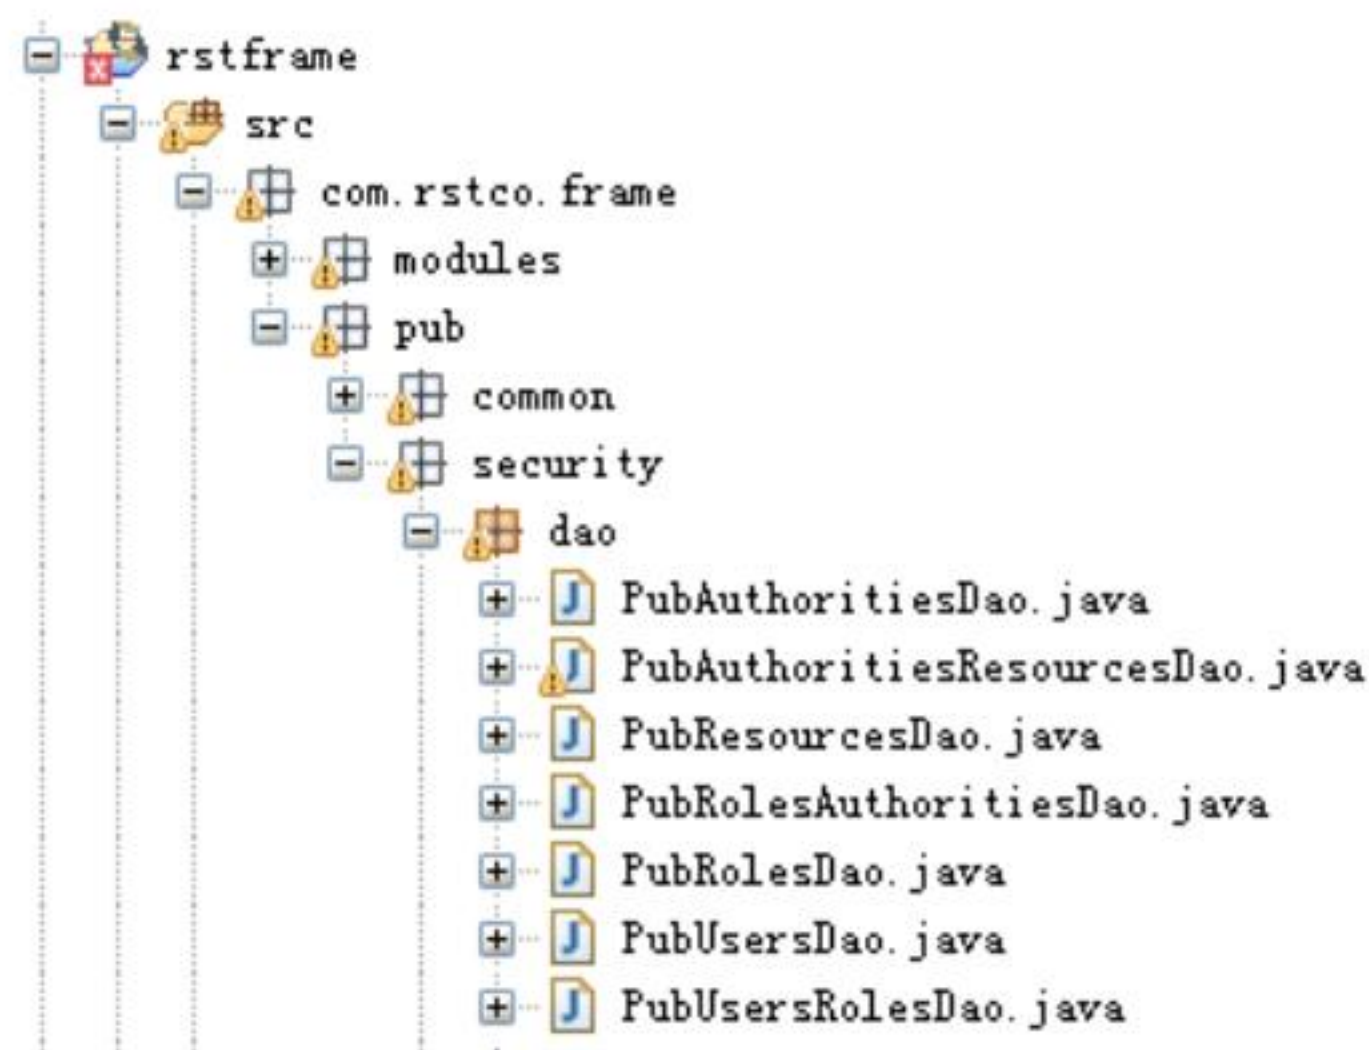 rstframe
src
com.rstco.frame
modules
pub
common
security
dao
PubAuthoritiesDao.java
PubAuthoritiesResourcesDao.java
PubResourcesDao.java
PubRolesAuthoritiesDao.java
PubRolesDao.java
PubUsersDao.java
PubUsersRolesDao.java